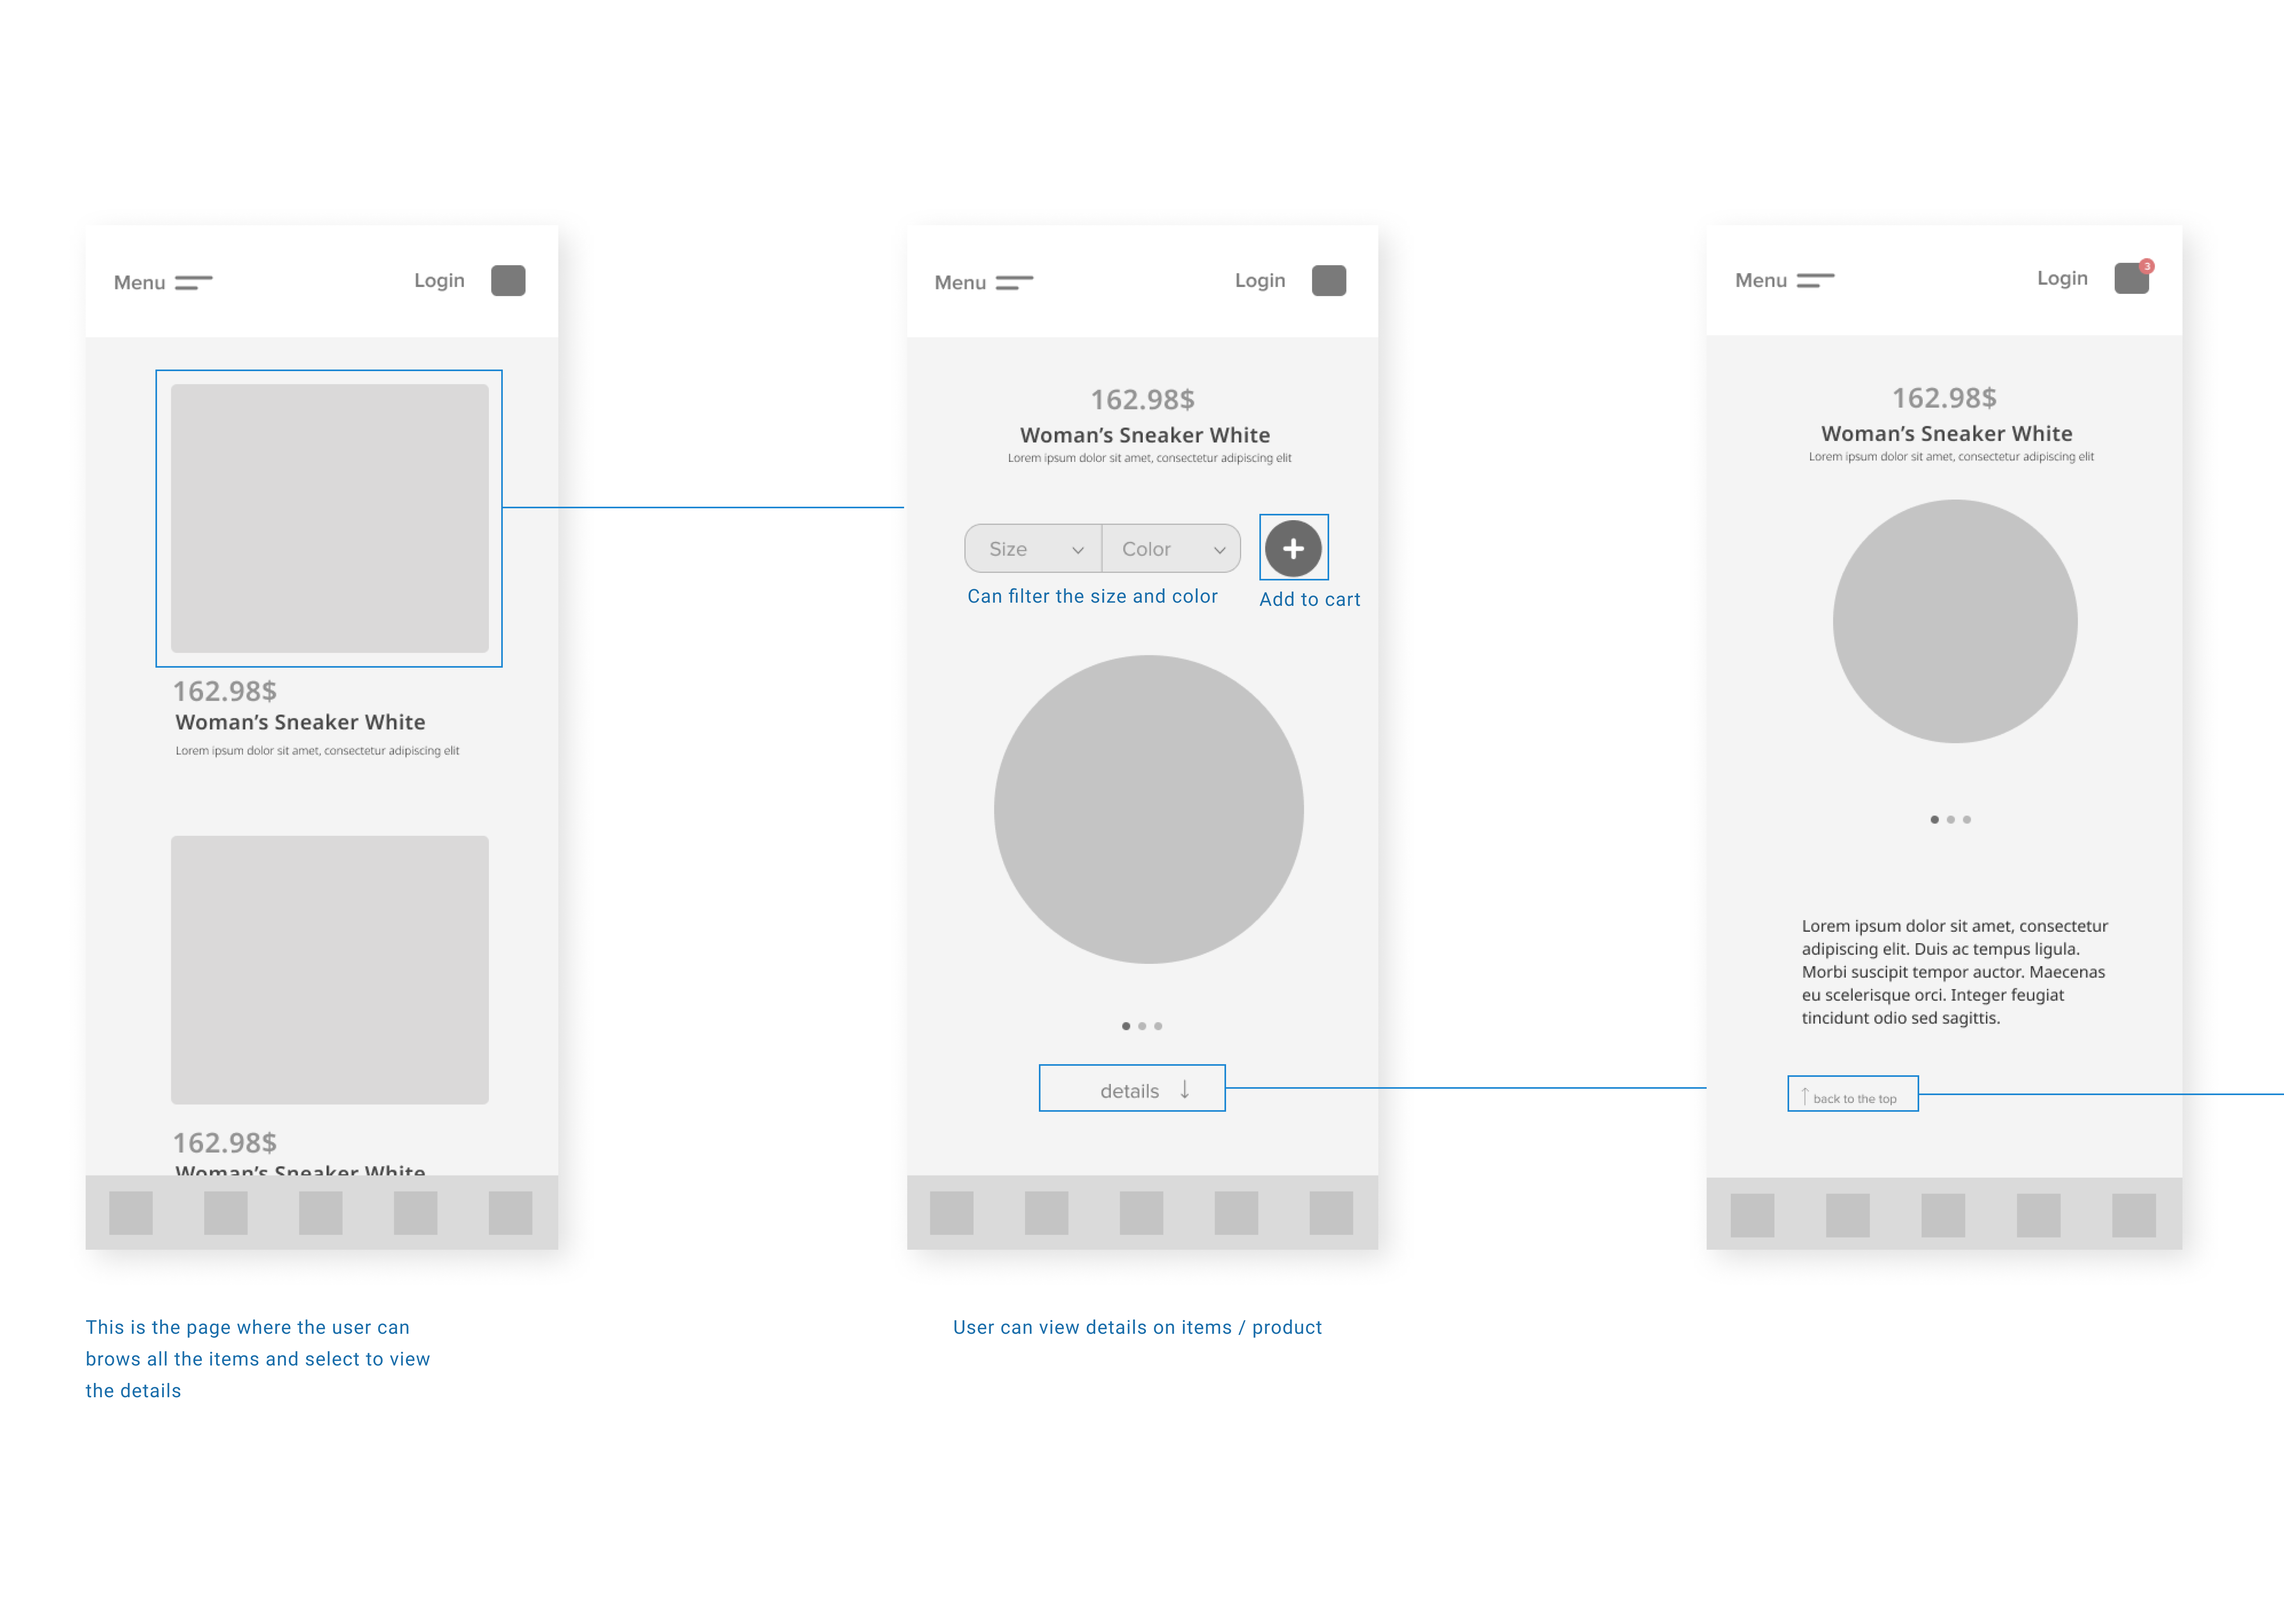 Menu
Login
162.98$
Woman’s Sneaker White
Lorem ipsum dolor sit amet, consectetur adipiscing elit
162.98$
Woman’s Sneaker White
This is the page where the user can
brows all the items and select to view
the details
Menu
Login
162.98$
Woman’s Sneaker White
Lorem ipsum dolor sit amet, consectetur adipiscing elit
Size
Color
Can filter the size and color
Add to cart
details
User can view details on items / product
Menu
Login
3
162.98$
Woman’s Sneaker White
Lorem ipsum dolor sit amet, consectetur adipiscing elit
Lorem ipsum dolor sit amet, consectetur
adipiscing elit. Duis ac tempus ligula.
Morbi suscipit tempor auctor. Maecenas
eu scelerisque orci. Integer feugiat
tincidunt odio sed sagittis.
back to the top